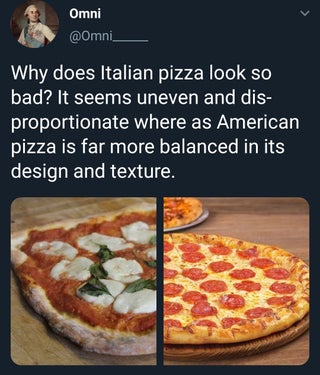 Omni
@Omni______
Why does Italian pizza look so
bad? It seems uneven and dis-
proportionate where as American
pizza is far more balanced in its
design and texture.